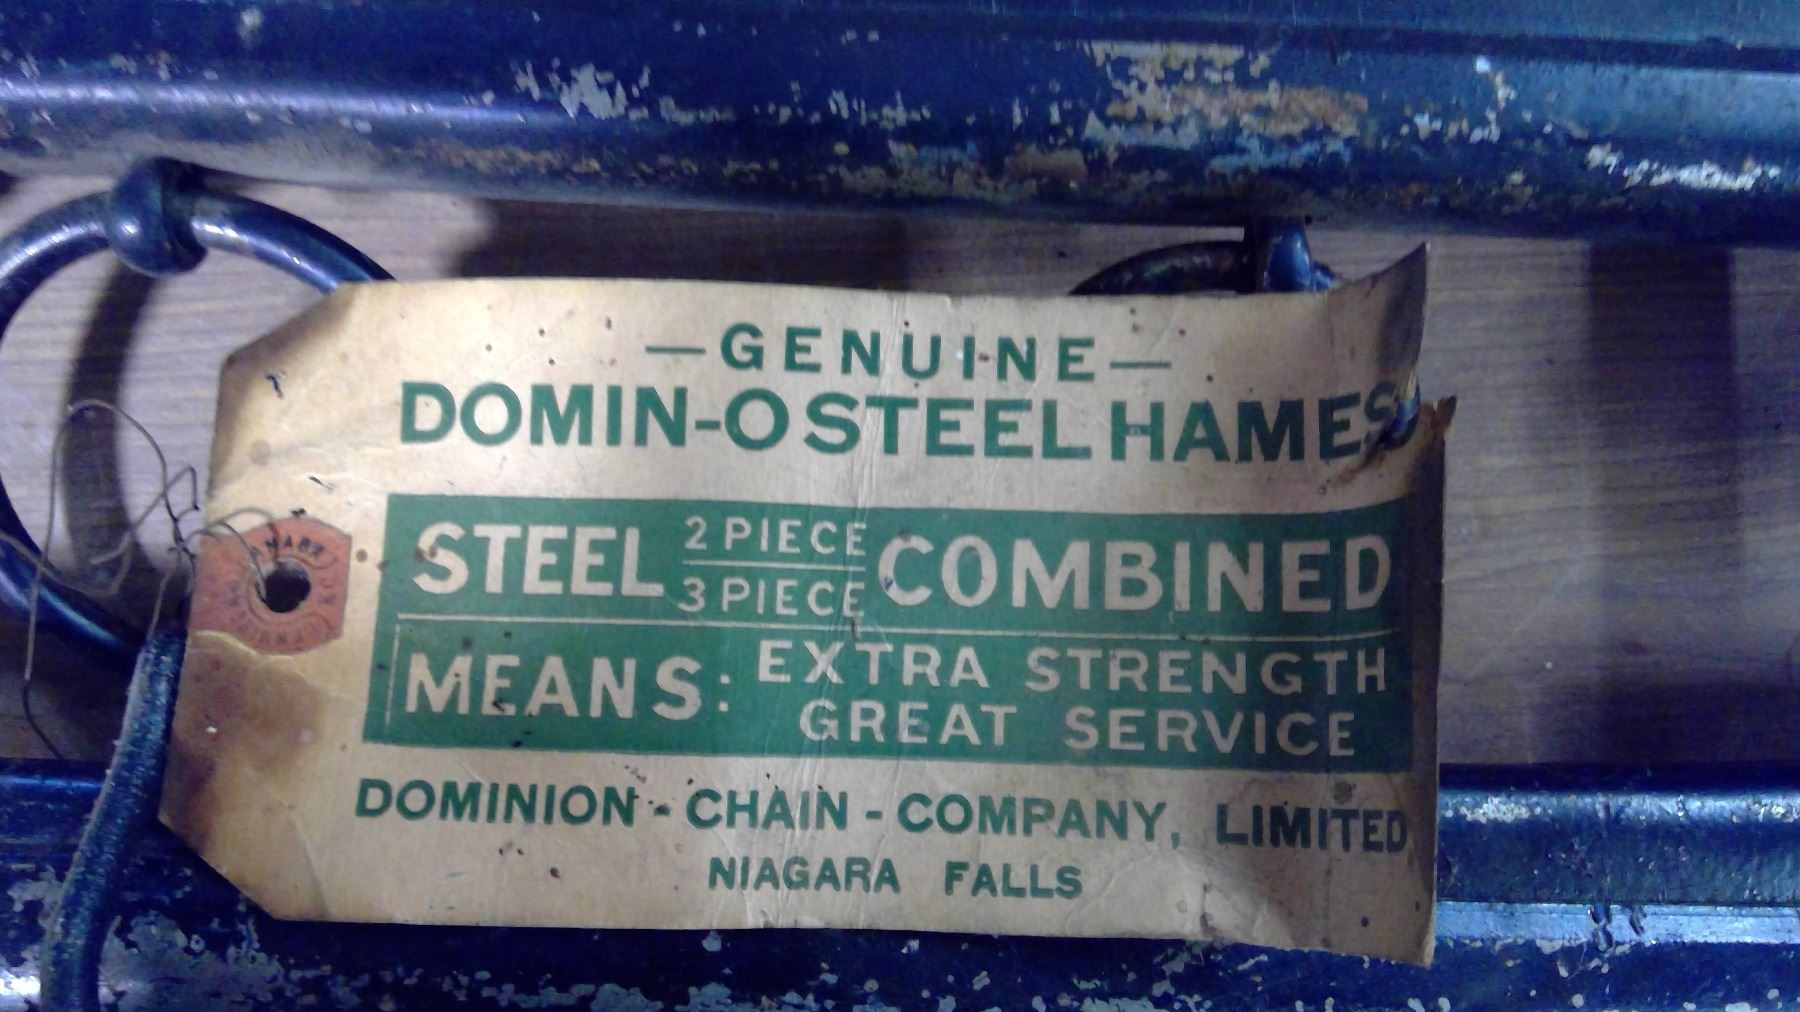 —GENUINE—
DOMIN-O STEEL HAMES
STEEL 2 PIECE COMBINED
3 PIECE
MEANS: EXTRA STRENGTH
GREAT SERVICE
DOMINION - CHAIN - COMPANY, LIMITED
NIAGARA FALLS